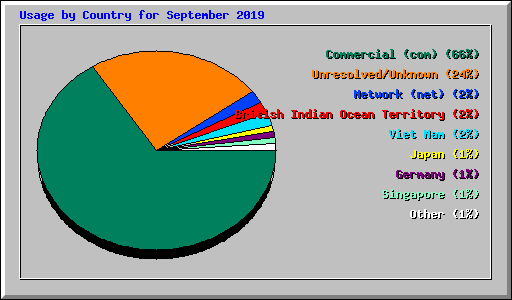 Usage by Country for September 2019
Commercial (com) (66%)
Unresolved/Unknown (24%)
Network (net) (2%)
British Indian Ocean Territory (2%)
Viet Nam (2%)
Japan (1%)
Germany (1%)
Singapore (1%)
Other (1%)